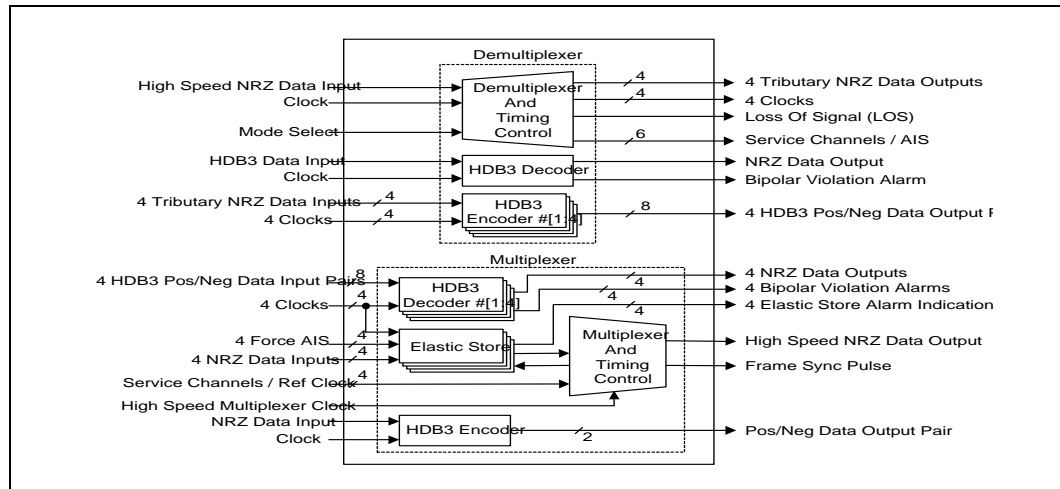 Demultiplexer
High Speed NRZ Data Input
Clock
Mode Select
Demultiplexer
And
Timing
Control
4
4
6
4 Tributary NRZ Data Outputs
4 Clocks
Loss Of Signal (LOS)
Service Channels / AIS
HDB3 Data Input
Clock
HDB3 Decoder
NRZ Data Output
Bipolar Violation Alarm
4 Tributary NRZ Data Inputs
4
4 Clocks
4
HDB3
Encoder #[1:4]
8
4 HDB3 Pos/Neg Data Output
Multiplexer
4 HDB3 Pos/Neg Data Input Pairs
8
4 Clocks
4
HDB3
Decoder #[1:4]
4
4
4
4
4 NRZ Data Outputs
4 Bipolar Violation Alarms
4 Elastic Store Alarm Indication
4 Force AIS
4
4 NRZ Data Inputs
4
Elastic Store
Service Channels / Ref Clock
4
High Speed Multiplexer Clock
Multiplexer
And
Timing
Control
High Speed NRZ Data Output
Frame Sync Pulse
NRZ Data Input
Clock
HDB3 Encoder
2
Pos/Neg Data Output Pair